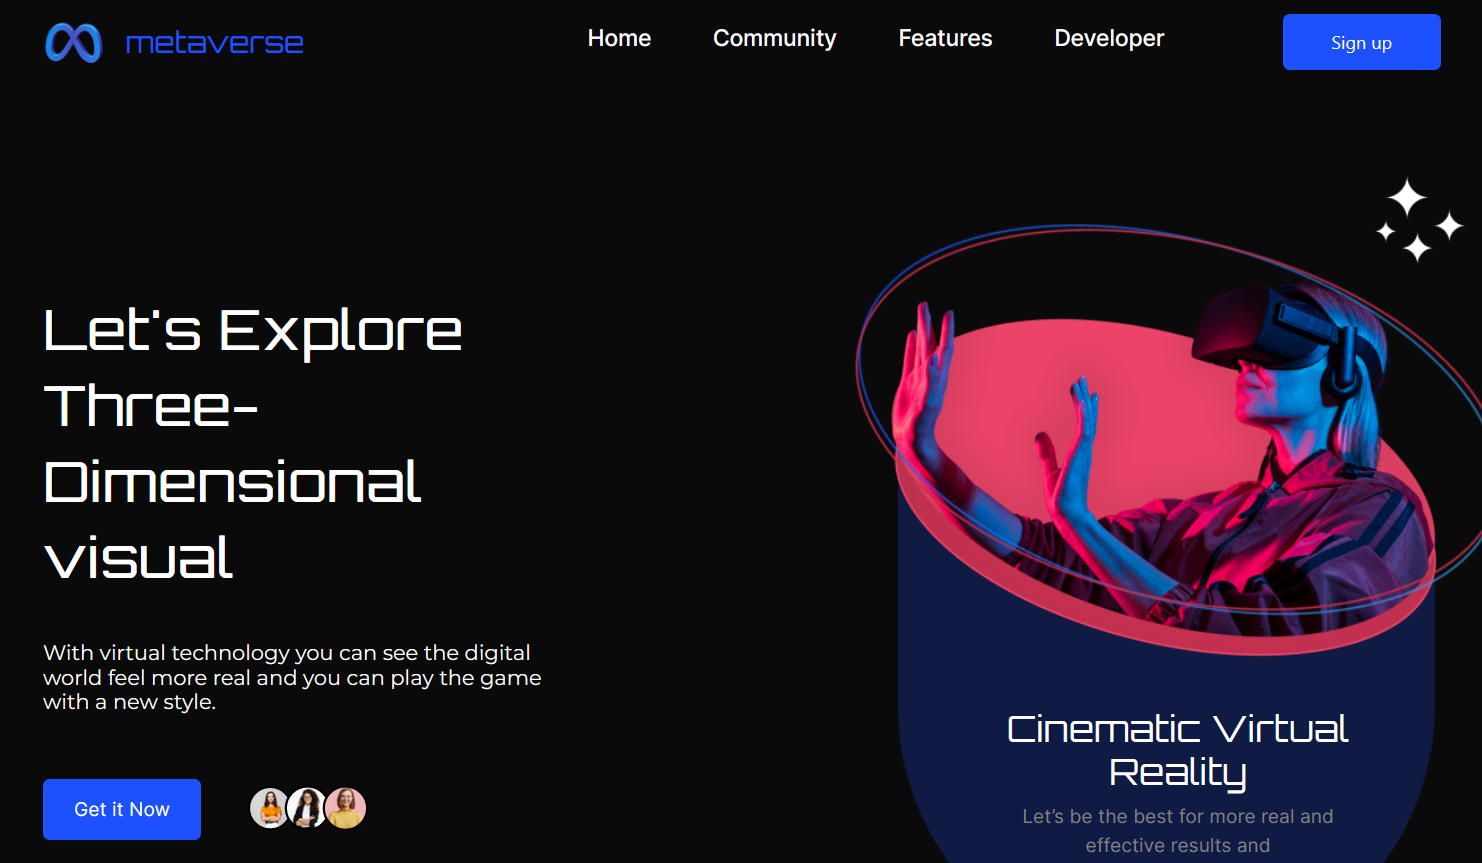 metaverse
Home
Community
Features
Developer
Sign up
Let's Explore
Three-
Dimensional
visual
With virtual technology you can see the digital
world feel more real and you can play the game
with a new style.
Get it Now
Cinematic Virtual
Reality
Let’s be the best for more real and
effective results and